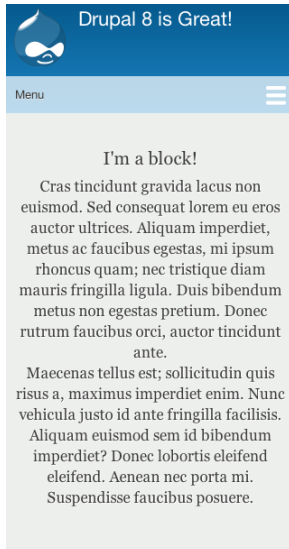 Drupal 8 is Great!
Menu
I'm a block!
Cras tincidunt gravida lacus non
euismod. Sed consequat lorem eu eros
auctor ultrices. Aliquam imperdiet,
metus ac faucibus egestas, mi ipsum
rhoncus quam; nec tristique diam
mauris fringilla ligula. Duis bibendum
metus non egestas pretium. Donec
rutrum faucibus orci, auctor tincidunt
ante.
Maecenas tellus est; sollicitudin quis
risus a, maximus imperdiet enim. Nunc
vehicula justo id ante fringilla facilisis.
Aliquam euismod sem id bibendum
imperdiet? Donec lobortis eleifend
eleifend. Aenean nec porta mi.
Suspendisse faucibus posuere.